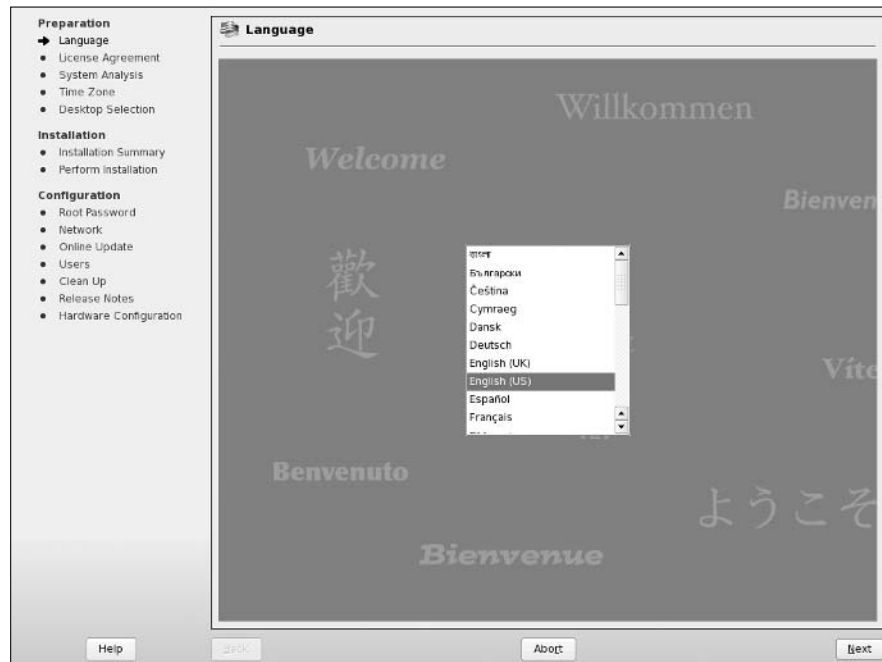 Preparation
Language
License Agreement
System Analysis
Time Zone
Desktop Selection
Installation
Installation Summary
Perform Installation
Configuration
Root Password
Network
Online Update
Users
Clean Up
Release Notes
Hardware Configuration
Language
Willkommen
Welcome
Bienven
歡迎
Български
Čeština
Cymraeg
Dansk
Deutsch
English (UK)
English (US)
Español
Français
Víte
Benvenuto
ようこそ
Bienvenue
Help
Back
Abort
Next